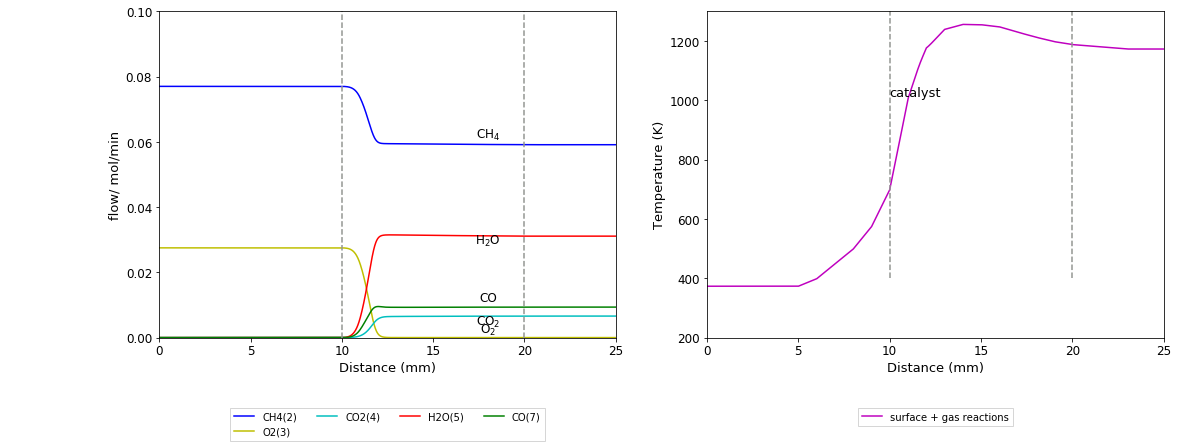 0.10
0.08
0.06
0.04
0.02
0.00
flow/ mol/min
CH4
H2O
CO
CO2
O2
0 5 10 15 20 25
Distance (mm)
CH4(2) CO2(4) H2O(5) CO(7)
O2(3)
1200
1000
800
600
400
200
Temperature (K)
catalyst
0 5 10 15 20 25
Distance (mm)
surface + gas reactions